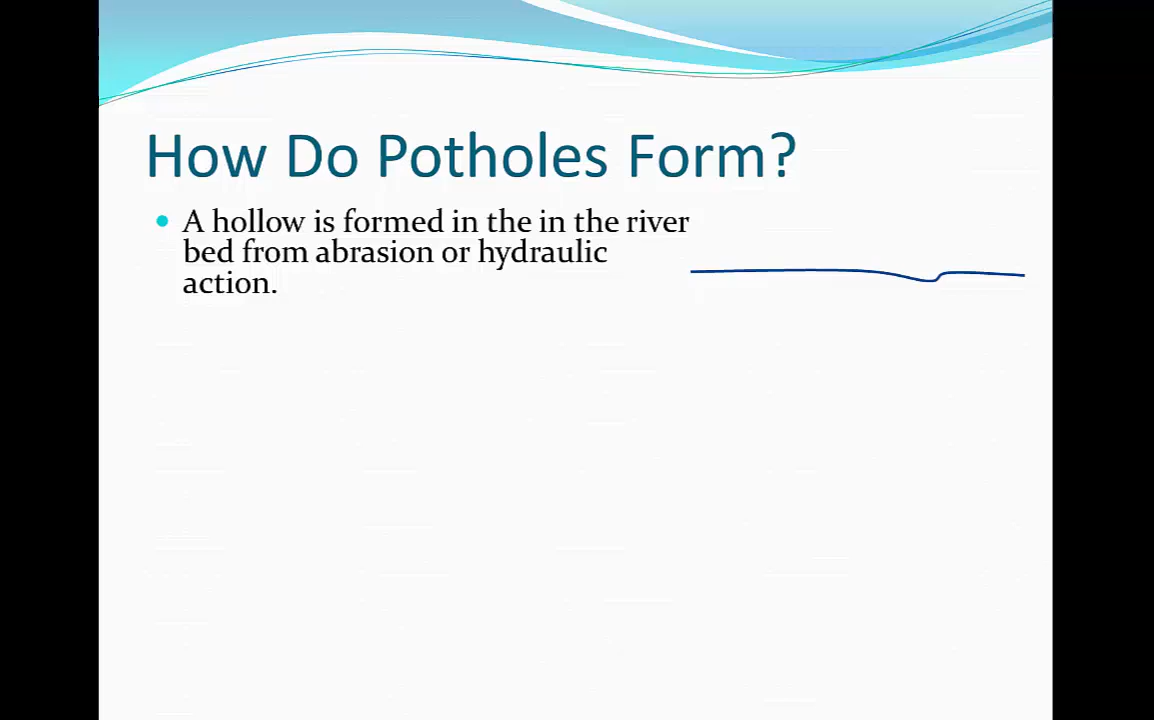 How Do Potholes Form?
• A hollow is formed in the in the river
bed from abrasion or hydraulic
action.